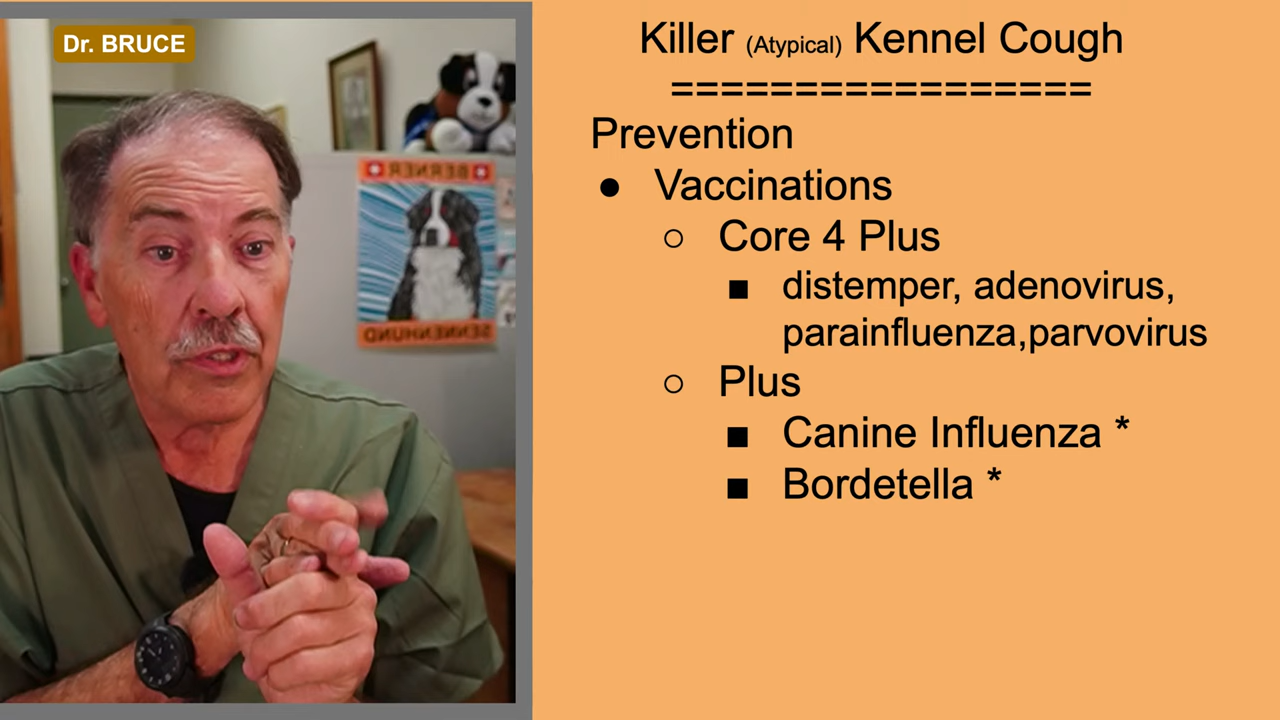 Dr. BRUCE
BERNER
SENNENHUND
Killer (Atypical) Kennel Cough
=================
Prevention
● Vaccinations
○ Core 4 Plus
■ distemper, adenovirus,
parainfluenza,parvovirus
○ Plus
■ Canine Influenza *
■ Bordetella *